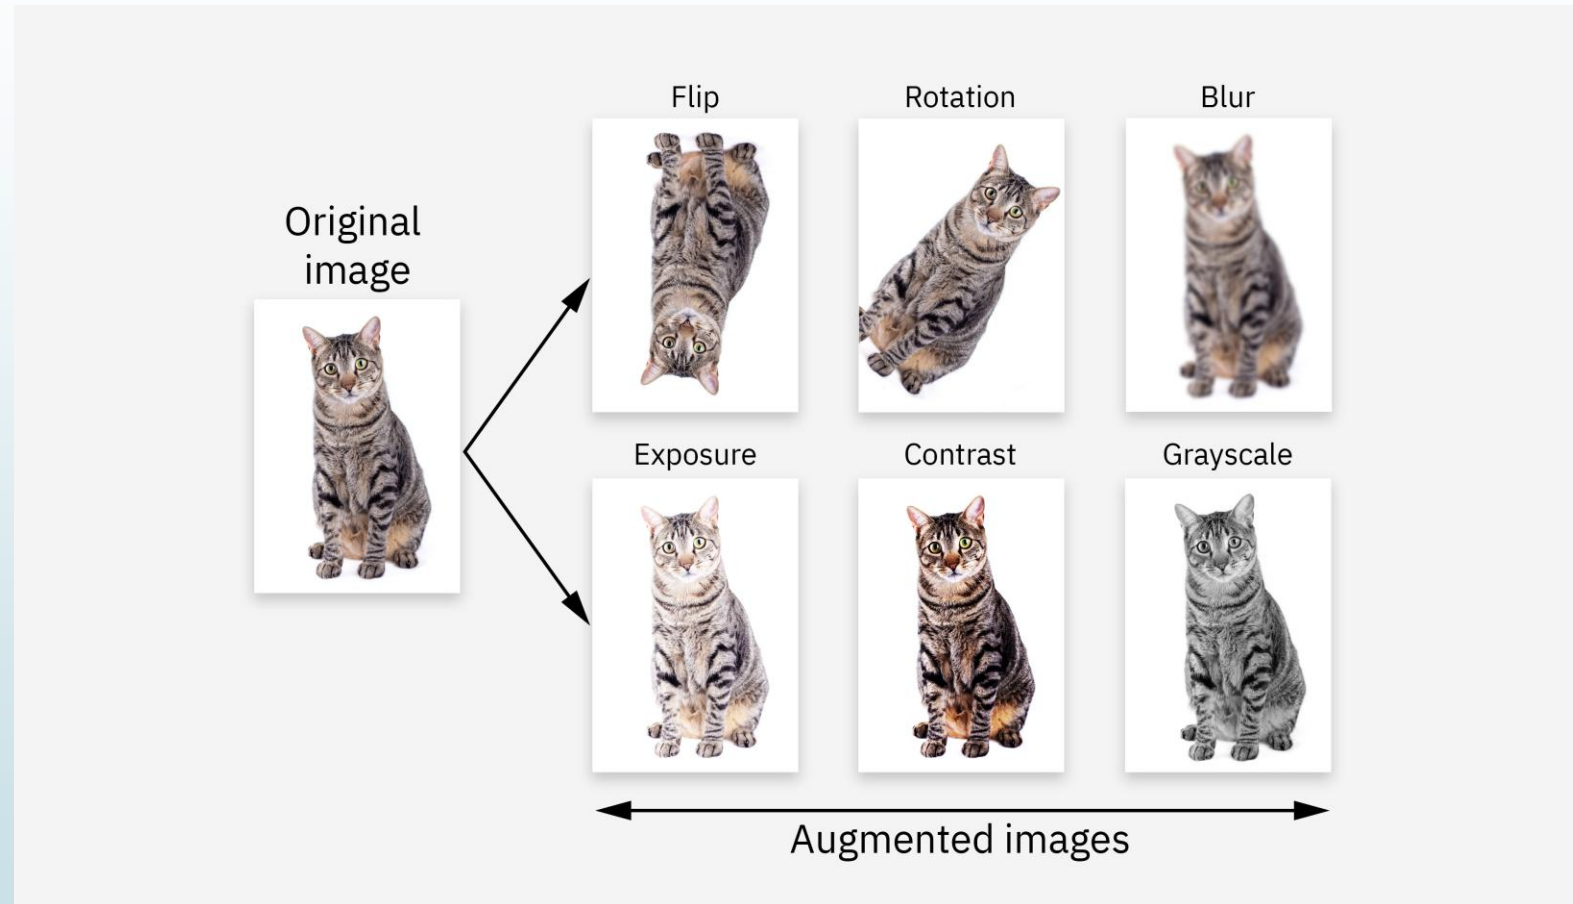 Original
image
Flip
Rotation
Blur
Exposure
Contrast
Grayscale
Augmented images